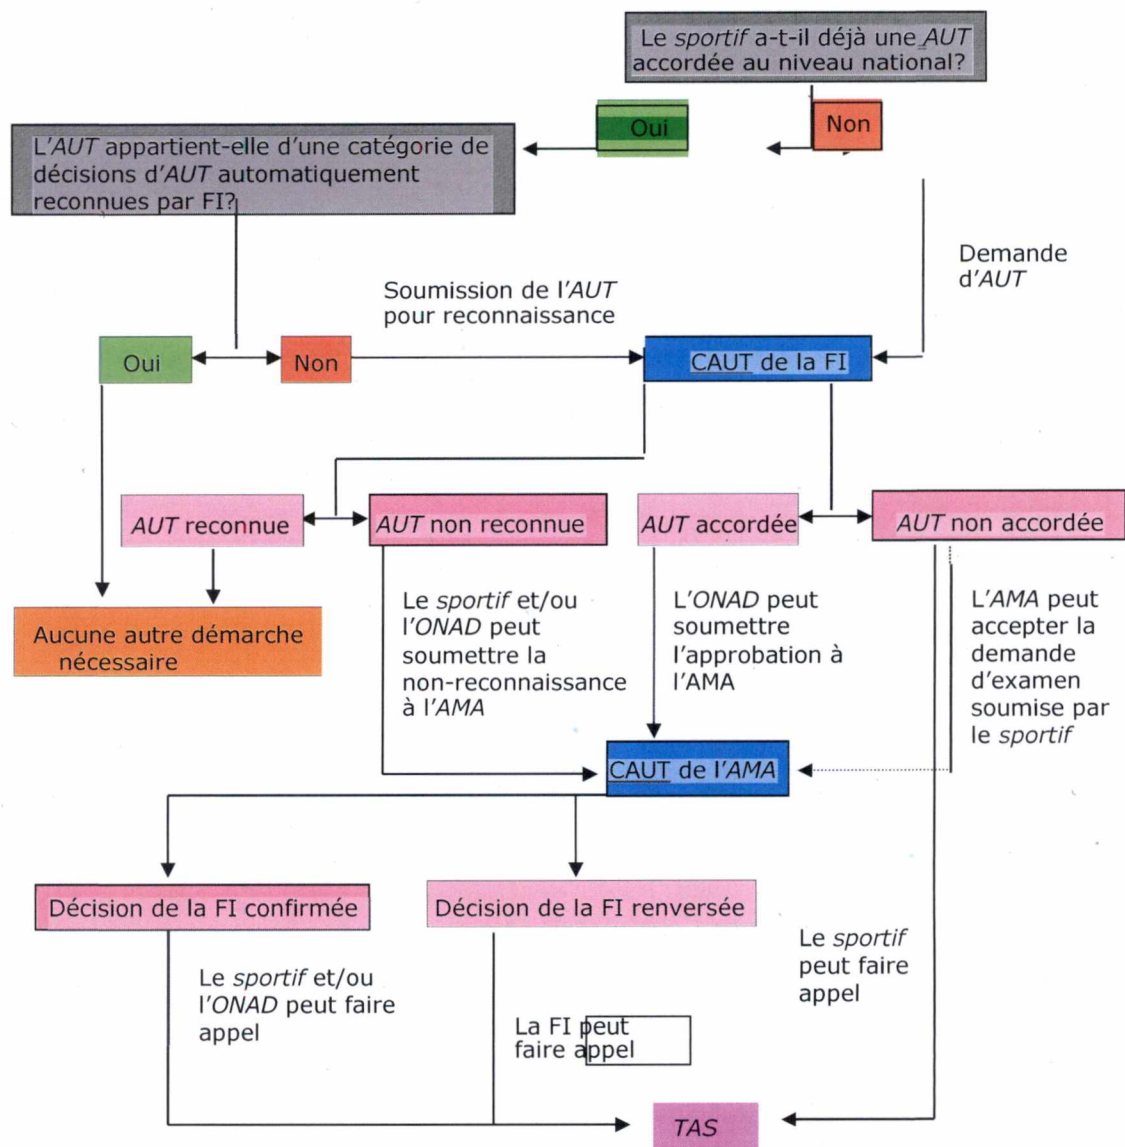 Le sportif a-t-il déjà une AUT
accordée au niveau national?
Oui
Non
L'AUT appartient-elle d'une catégorie de
décisions d'AUT automatiquement
reconnues par FI?
Demande
d'AUT
Soumission de l'AUT
pour reconnaissance
Oui
Non
CAUT de la FI
AUT reconnue
AUT non reconnue
AUT accordée
AUT non accordée
Aucune autre démarche
nécessaire
Le sportif et/ou
l'ONAD peut
soumettre la
non-reconnaissance
à l'AMA
L'ONAD peut
soumettre
l'approbation à
l'AMA
L'AMA peut
accepter la
demande
d'examen
soumise par
le sportif
CAUT de l'AMA
Décision de la FI confirmée
Décision de la FI renversée
Le sportif et/ou
l'ONAD peut faire
appel
La FI peut
faire appel
Le sportif
peut faire
appel
TAS